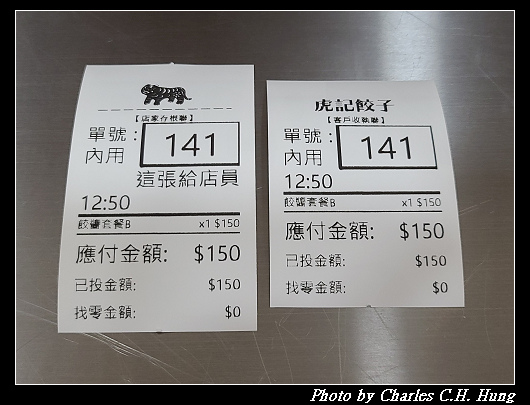 【店家存根聯】
單號: 141
內用
這張給店員
12:50
餃醬套餐B x1 $150
應付金額: $150
已投金額: $150
找零金額: $0
虎記餃子
【客戶收執聯】
單號: 141
內用
12:50
餃醬套餐B x1 $150
應付金額: $150
已投金額: $150
找零金額: $0
Photo by Charles C.H. Hung